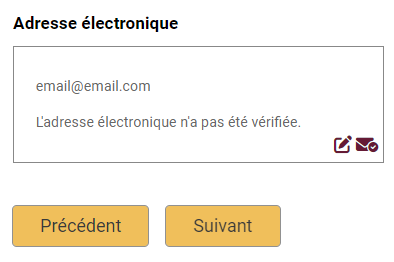 Adresse électronique
email@email.com
L'adresse électronique n'a pas été vérifiée.
Précédent
Suivant